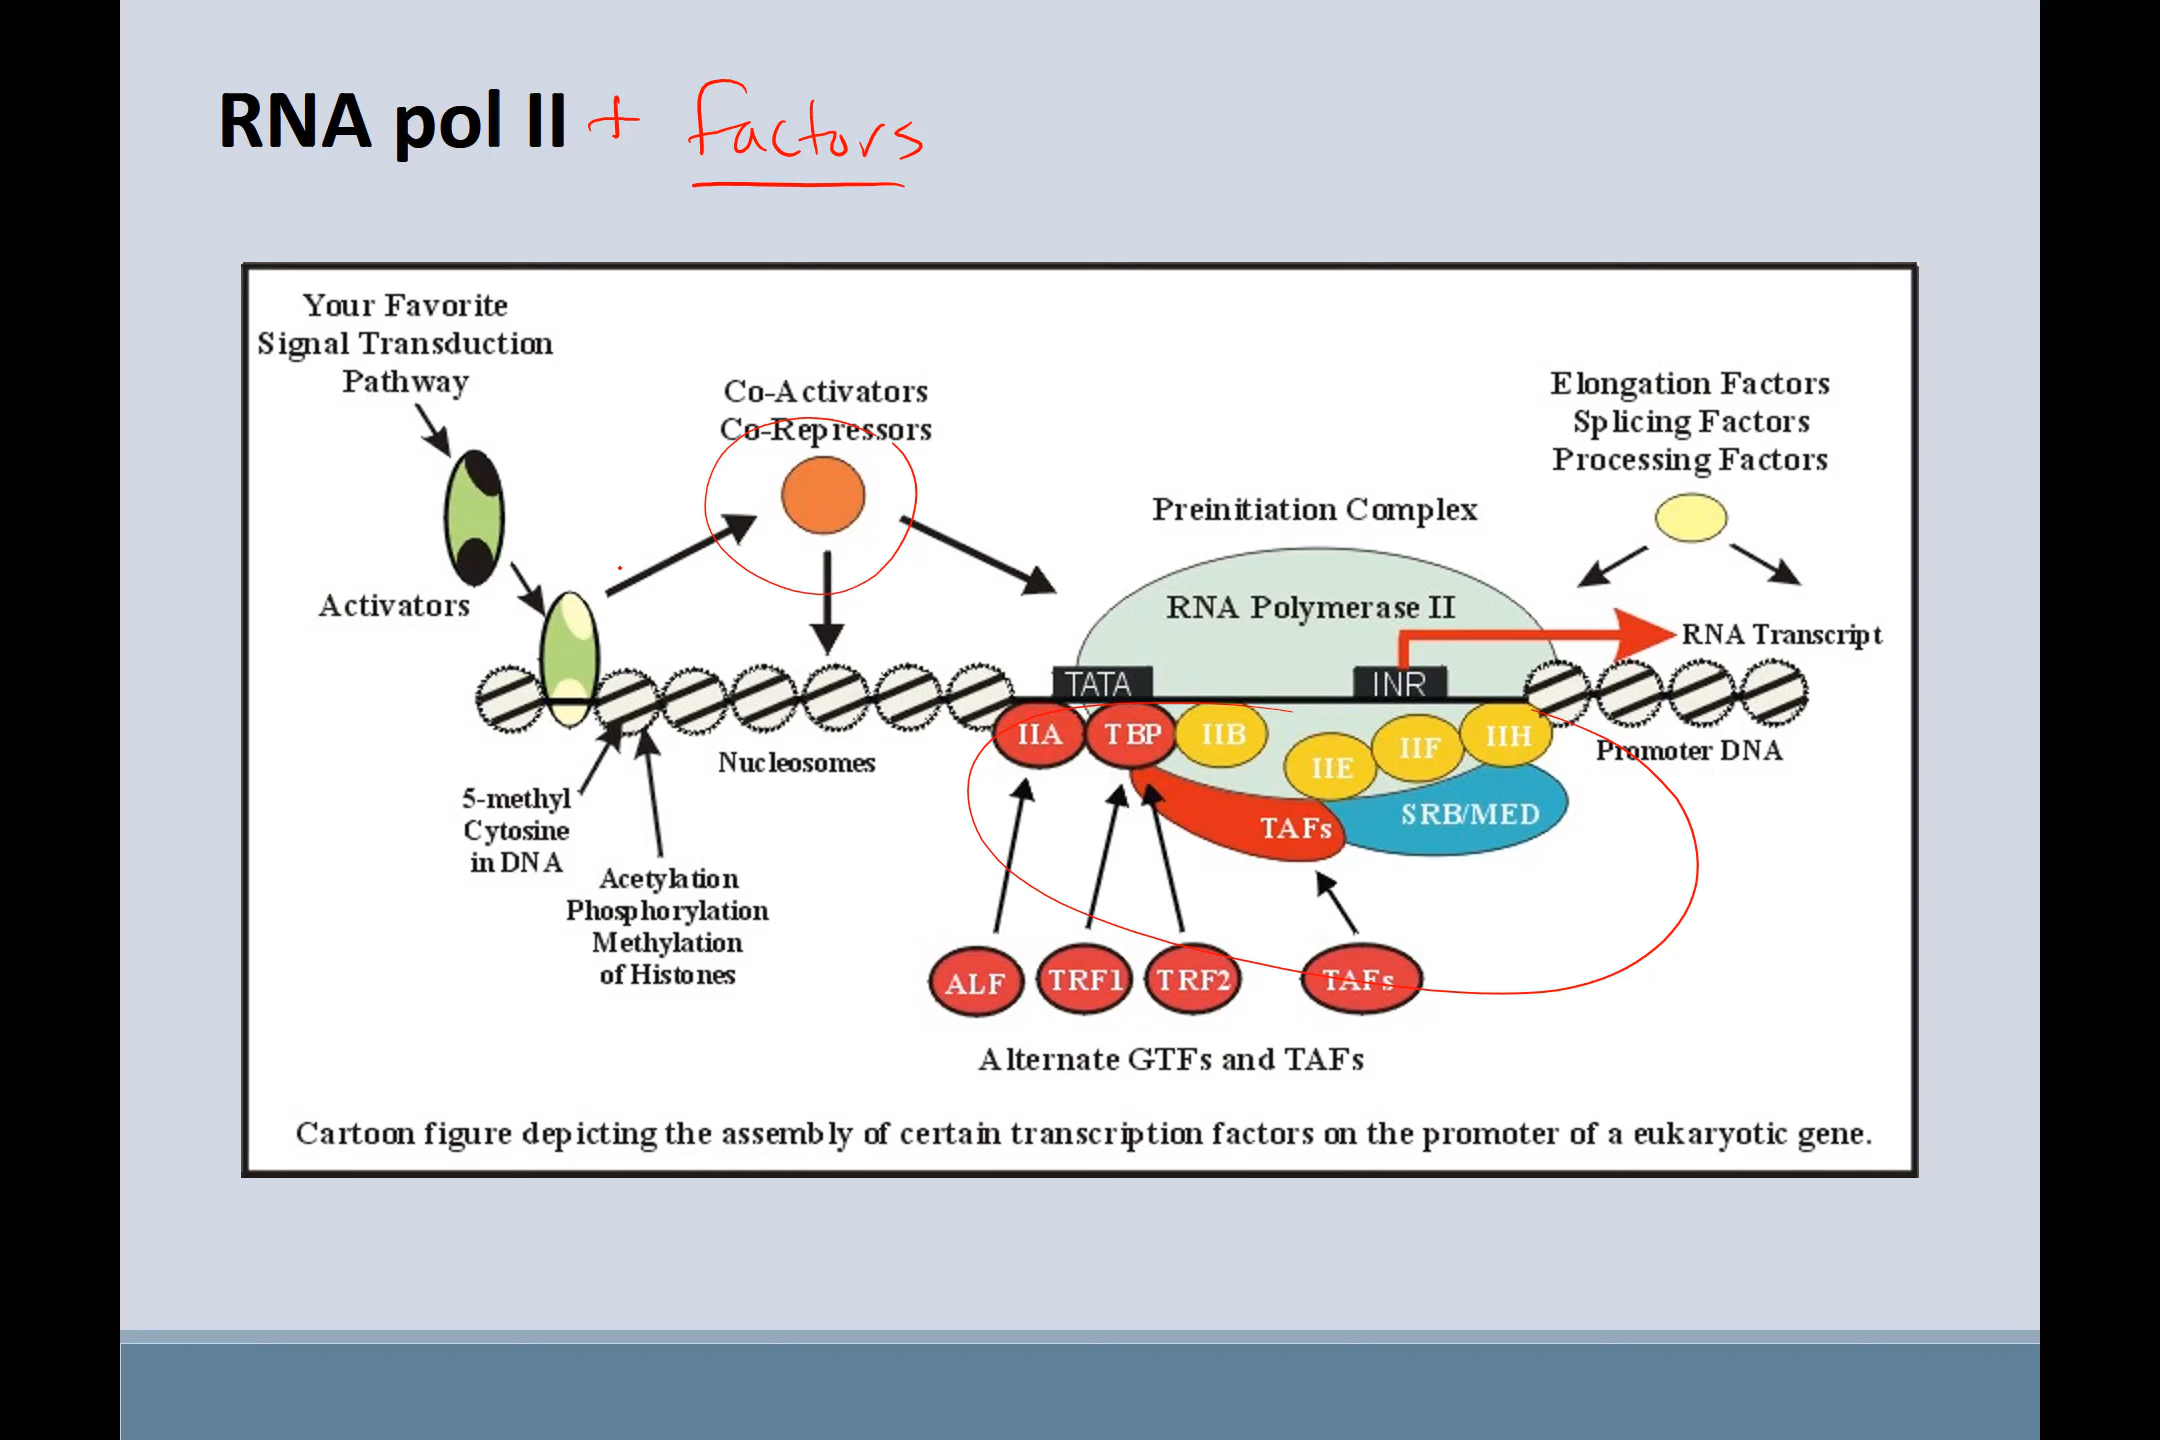 RNA pol II + factors
Your Favorite
Signal Transduction
Pathway
Activators
Co-Activators
Co-Repressors
Preinitiation Complex
RNA Polymerase II
Elongation Factors
Splicing Factors
Processing Factors
RNA Transcript
TATA
INR
IIA
TBP
IIB
IIE
IIF
IIH
TAFs
SRB/MED
Promoter DNA
Nucleosomes
5-methyl
Cytosine
in DNA
Acetylation
Phosphorylation
Methylation
of Histones
ALF
TRF1
TRF2
TAFs
Alternate GTFs and TAFs
Cartoon figure depicting the assembly of certain transcription factors on the promoter of a eukaryotic gene.